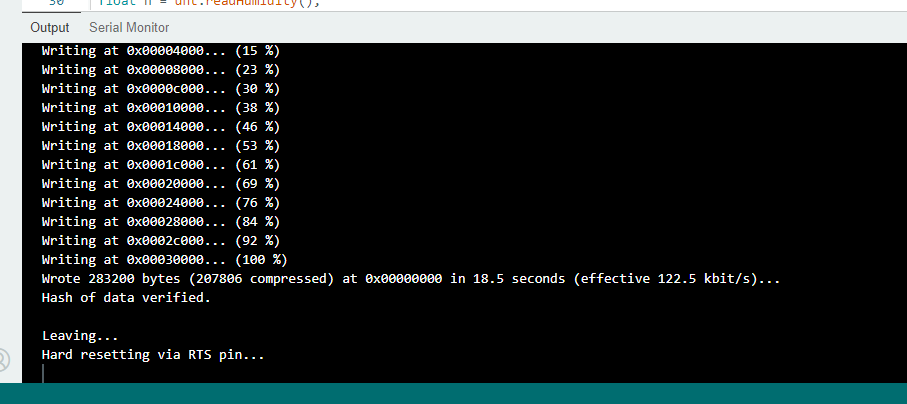 Output Serial Monitor
Writing at 0x00004000... (15 %)
Writing at 0x00008000... (23 %)
Writing at 0x0000c000... (30 %)
Writing at 0x00010000... (38 %)
Writing at 0x00014000... (46 %)
Writing at 0x00018000... (53 %)
Writing at 0x0001c000... (61 %)
Writing at 0x00020000... (69 %)
Writing at 0x00024000... (76 %)
Writing at 0x00028000... (84 %)
Writing at 0x0002c000... (92 %)
Writing at 0x00030000... (100 %)
Wrote 283200 bytes (207806 compressed) at 0x00000000 in 18.5 seconds (effective 122.5 kbit/s)...
Hash of data verified.
Leaving...
Hard resetting via RTS pin...